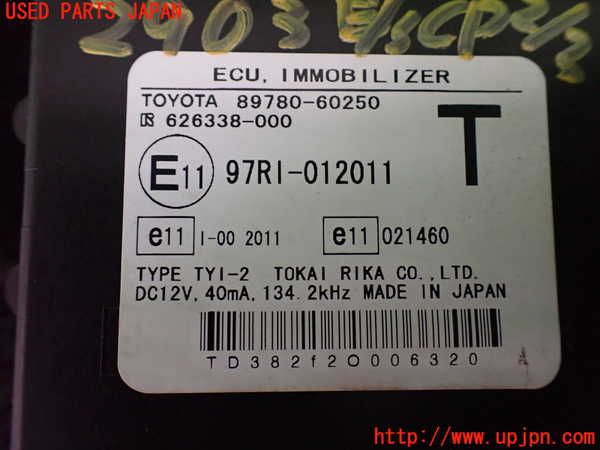 USED PARTS JAPAN
ECU, IMMOBILIZER
TOYOTA 89780-60250
626338-000
T
E11 97RI-012011
e11 I-00 2011 e11 021460
TYPE TYI-2 TOKAI RIKA CO.,LTD.
DC12V, 40mA, 134.2kHz MADE IN JAPAN
TD382f20006320
http://www.upjpn.com/